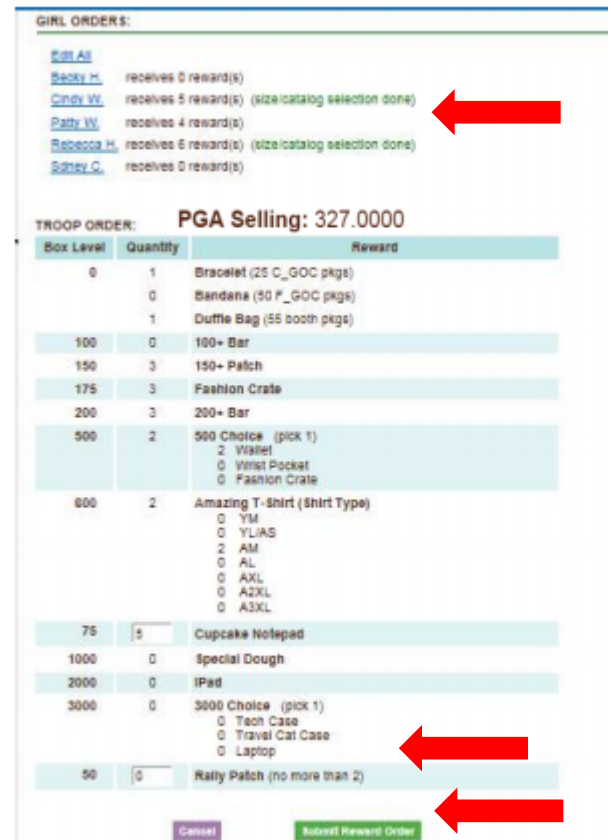 GIRL ORDERS:
Edit All
Becky H. receives 0 reward(s)
Cindy W. receives 5 reward(s) (size/catalog selection done)
Patty W. receives 4 reward(s)
Rebecca H. receives 6 reward(s) (size/catalog selection done)
Sdney C. receives 0 reward(s)
TROOP ORDER: PGA Selling: 327.0000
Box Level Quantity Reward
0 1 Bracelet (25 C_GOC pkgs)
0 Bandana (50 F_GOC pkgs)
1 Duffle Bag (55 booth pkgs)
100 0 100+ Bar
150 3 150+ Patch
175 3 Fashion Crate
200 3 200+ Bar
500 2 500 Choice (pick 1)
2 Wallet
0 Wrist Pocket
0 Fashion Crate
600 2 Amazing T-Shirt (Shirt Type)
0 YM
0 YL/AS
2 AM
0 AL
0 AXL
0 A2XL
0 A3XL
75 5 Cupcake Notepad
1000 0 Special Dough
2000 0 IPad
3000 0 3000 Choice (pick 1)
0 Tech Case
0 Travel Cat Case
0 Laptop
50 0 Rally Patch (no more than 2)
Cancel Submit Reward Order